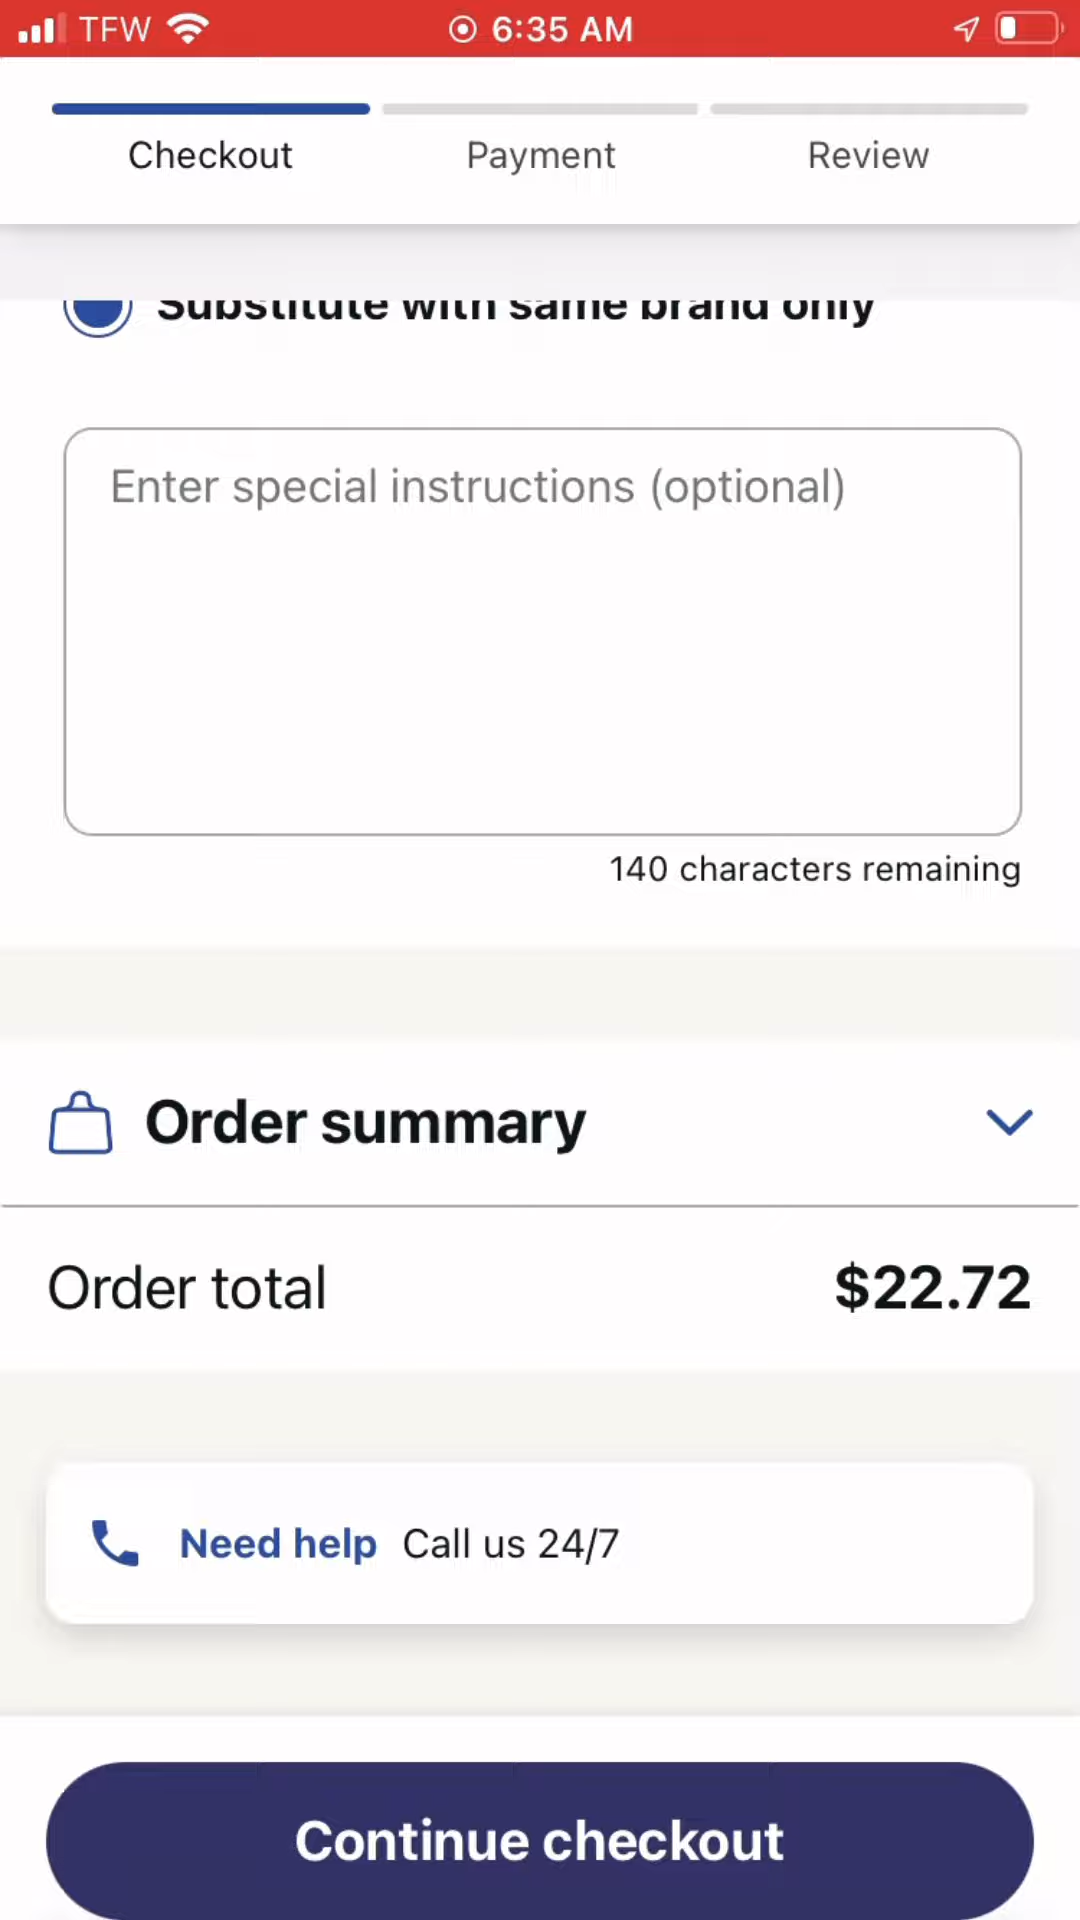 TFW 6:35 AM
Checkout Payment Review
Substitute with same brand only
Enter special instructions (optional)
140 characters remaining
Order summary
Order total $22.72
Need help Call us 24/7
Continue checkout